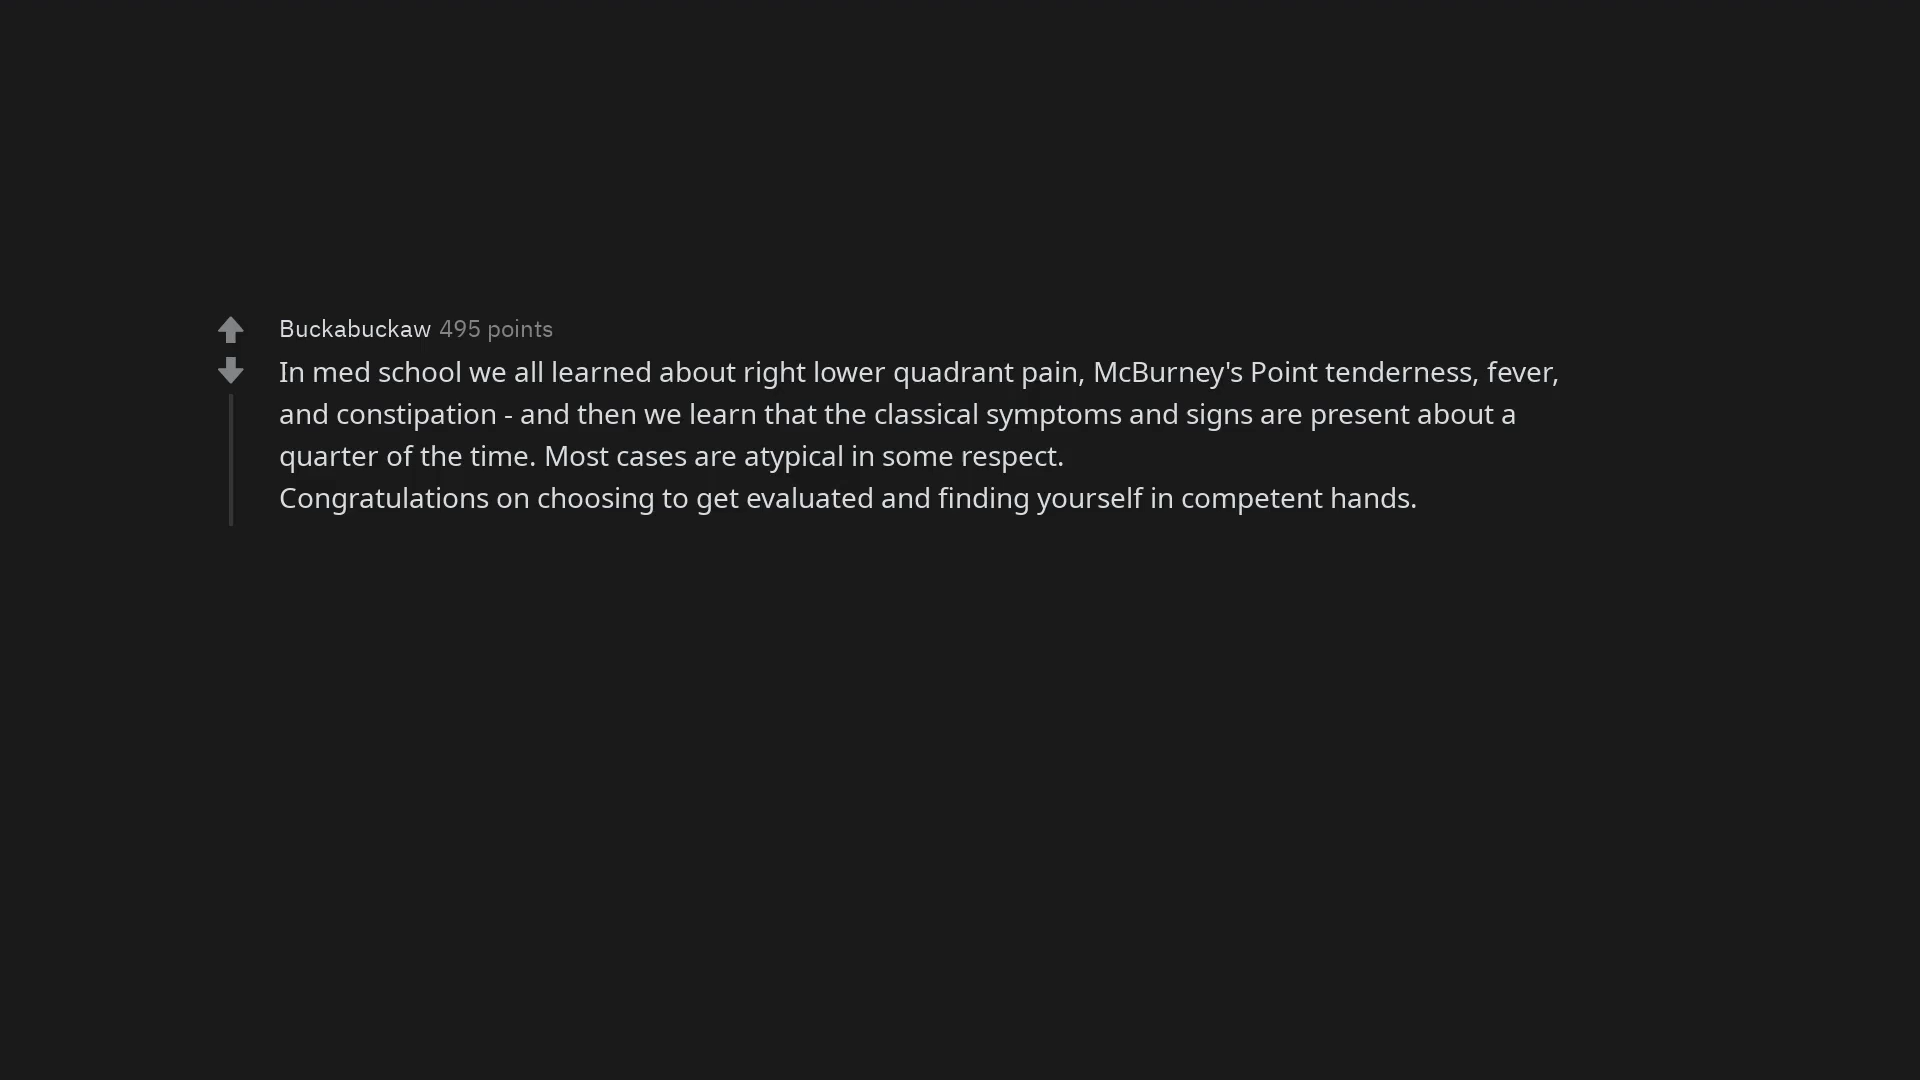 Buckabuckaw 495 points
In med school we all learned about right lower quadrant pain, McBurney's Point tenderness, fever,
and constipation - and then we learn that the classical symptoms and signs are present about a
quarter of the time. Most cases are atypical in some respect.
Congratulations on choosing to get evaluated and finding yourself in competent hands.